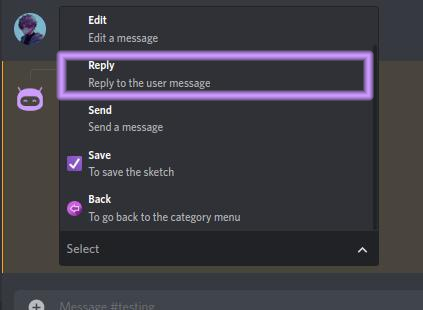 Edit
Edit a message
Reply
Reply to the user message
Send
Send a message
Save
To save the sketch
Back
To go back to the category menu
Select
Message #testing